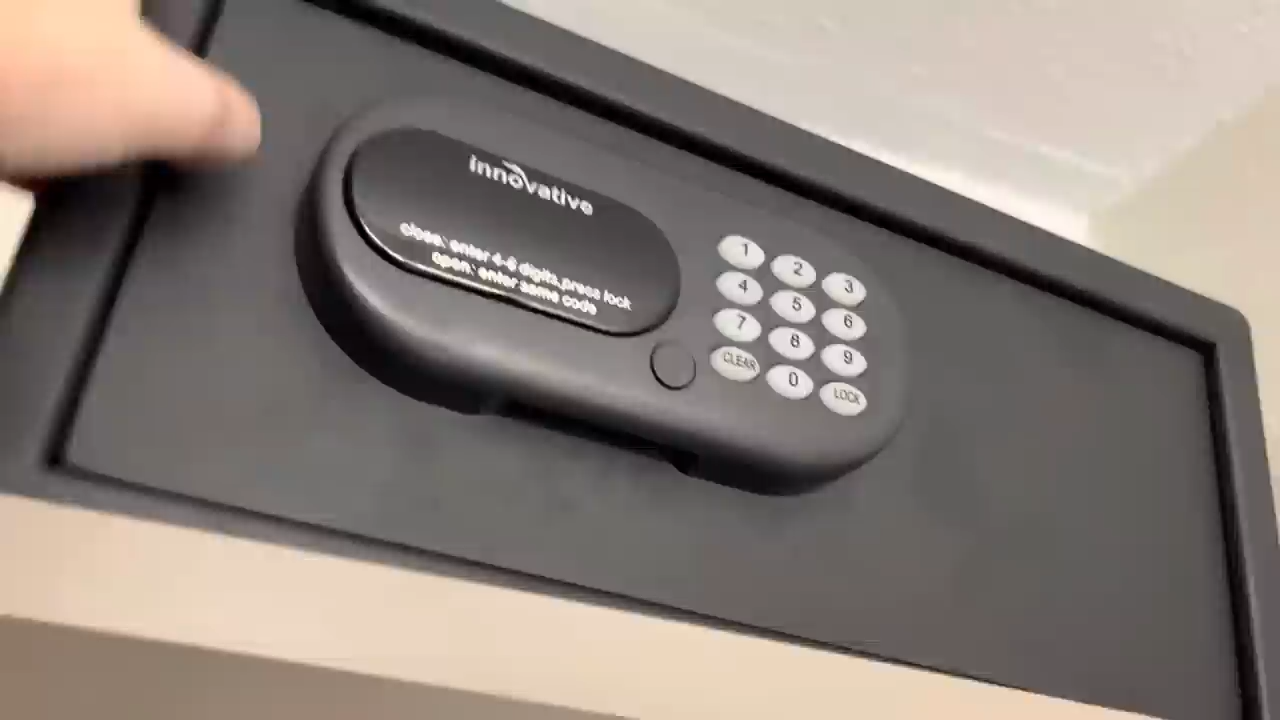 innovative
close: enter 4-6 digits,press lock
open: enter same code
1 2 3
4 5 6
7 8 9
CLEAR 0 LOCK